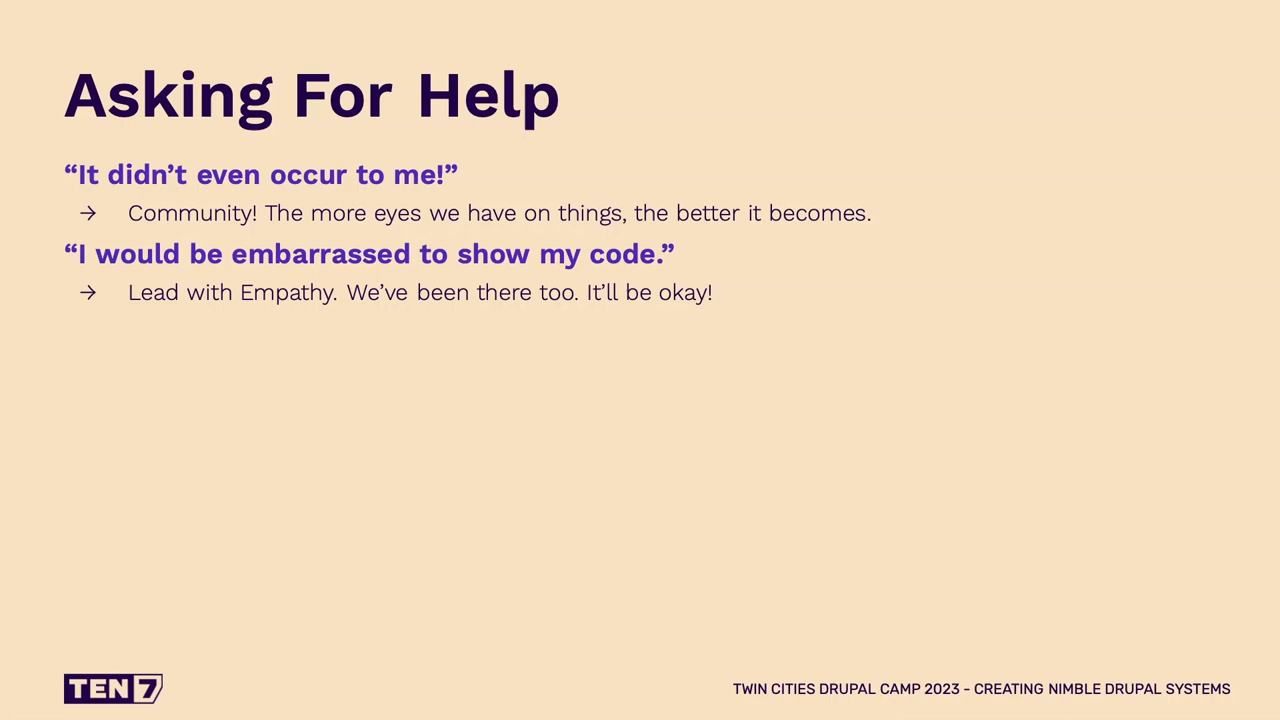 Asking For Help
“It didn’t even occur to me!”
→ Community! The more eyes we have on things, the better it becomes.
“I would be embarrassed to show my code.”
→ Lead with Empathy. We’ve been there too. It’ll be okay!
TEN7
TWIN CITIES DRUPAL CAMP 2023 - CREATING NIMBLE DRUPAL SYSTEMS